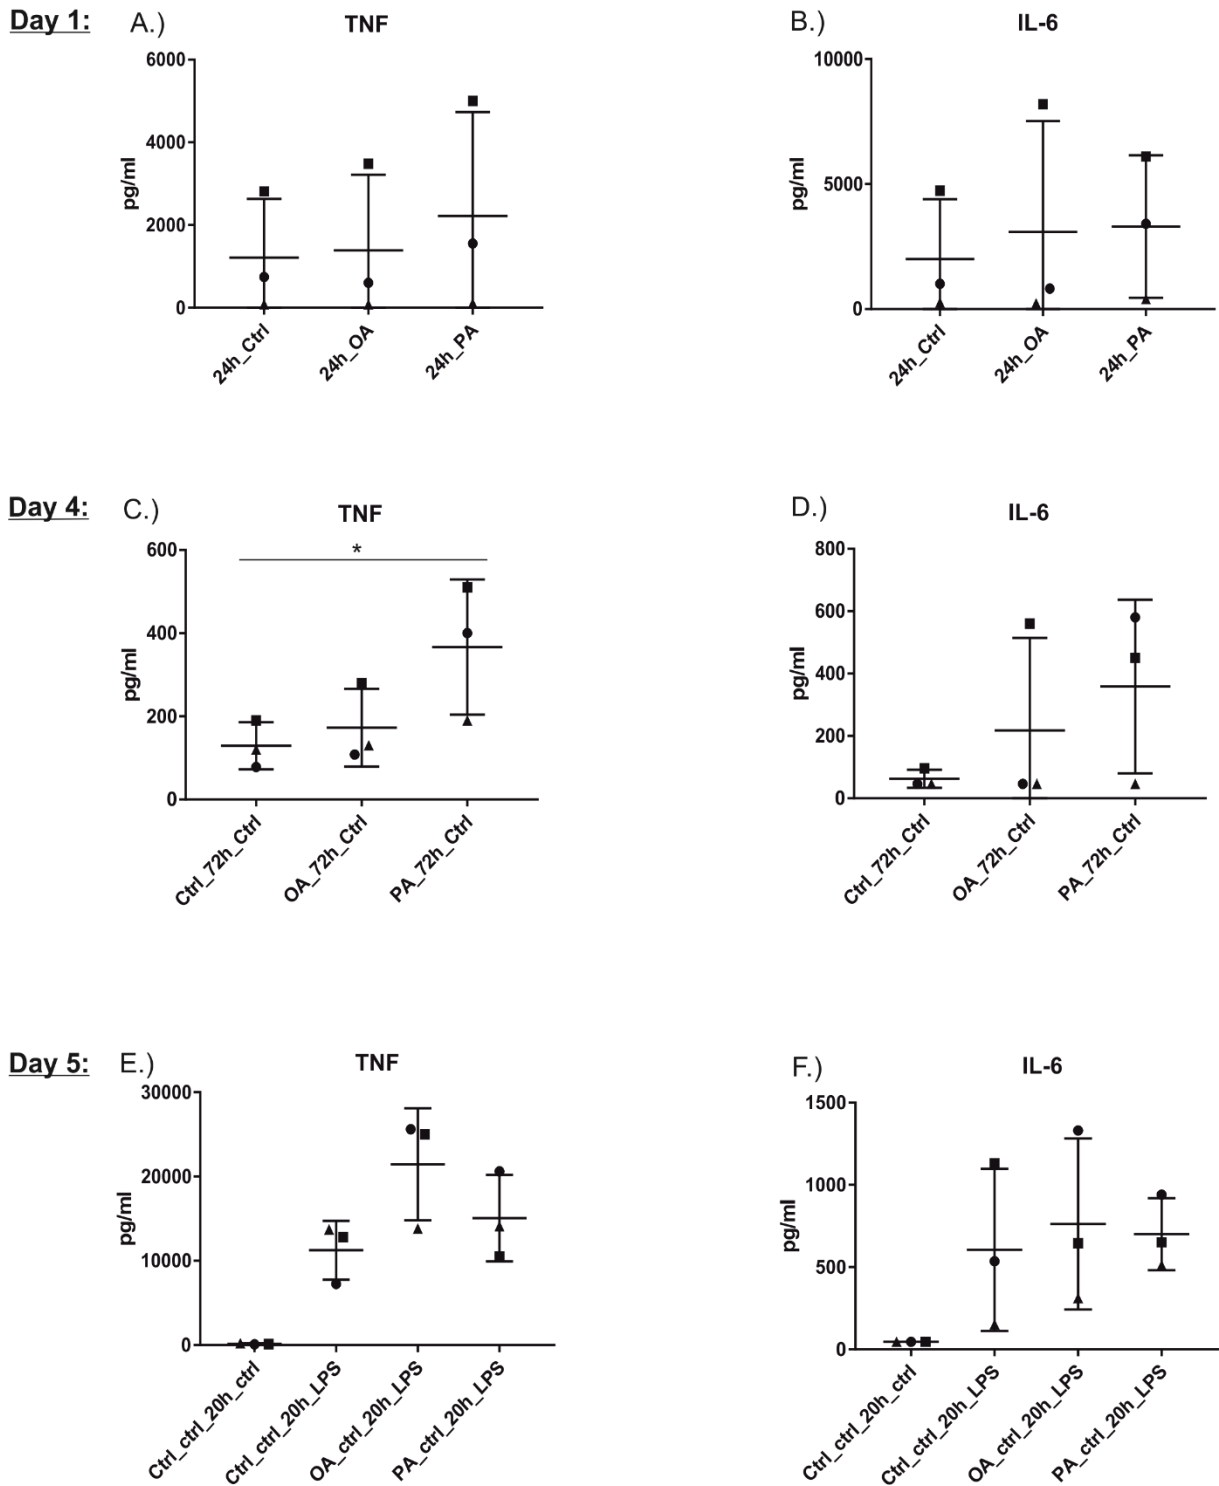 Day 1:
A.)
TNF
6000
4000
2000
0
pg/ml
24h_Ctrl
24h_OA
24h_PA
B.)
IL-6
10000
5000
0
pg/ml
24h_Ctrl
24h_OA
24h_PA
Day 4:
C.)
TNF
*
600
400
200
0
pg/ml
Ctrl_72h_Ctrl
OA_72h_Ctrl
PA_72h_Ctrl
D.)
IL-6
800
600
400
200
0
pg/ml
Ctrl_72h_Ctrl
OA_72h_Ctrl
PA_72h_Ctrl
Day 5:
E.)
TNF
30000
20000
10000
0
pg/ml
Ctrl_ctrl_20h_ctrl
Ctrl_ctrl_20h_LPS
OA_ctrl_20h_LPS
PA_ctrl_20h_LPS
F.)
IL-6
1500
1000
500
0
pg/ml
Ctrl_ctrl_20h_ctrl
Ctrl_ctrl_20h_LPS
OA_ctrl_20h_LPS
PA_ctrl_20h_LPS